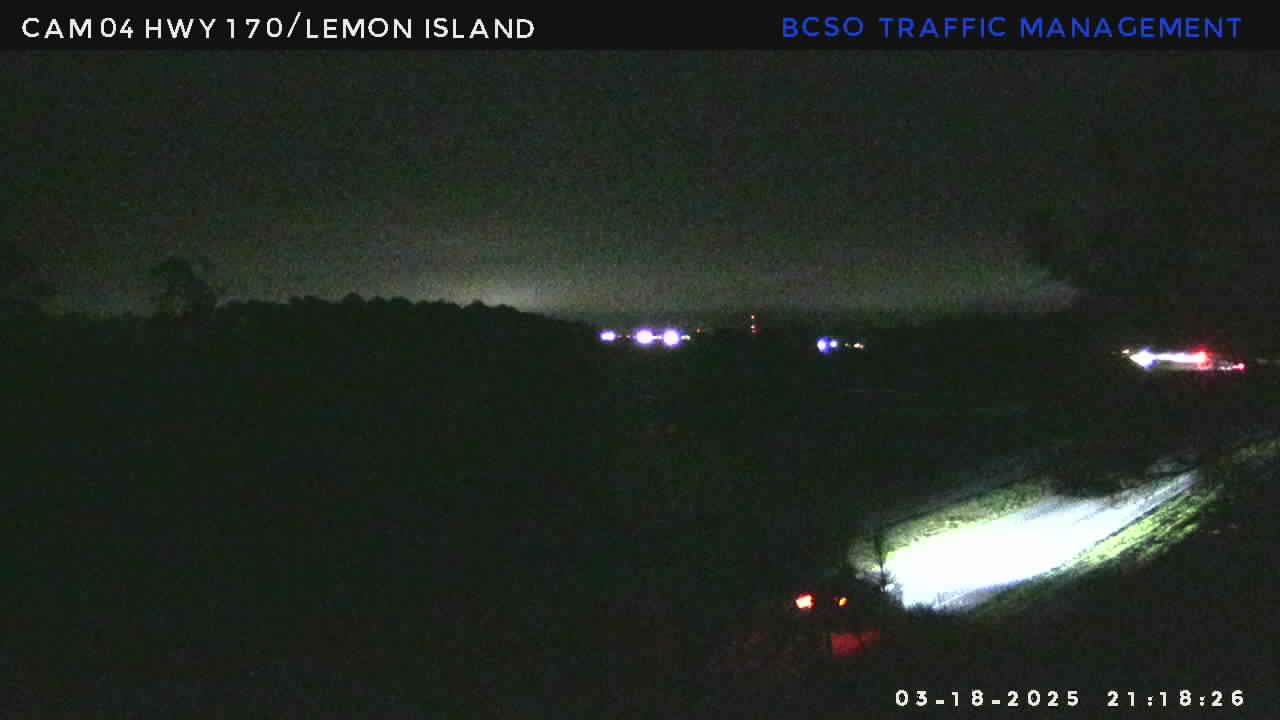 CAM 04 HWY 170/LEMON ISLAND
BCSO TRAFFIC MANAGEMENT
03-18-2025 21:18:26